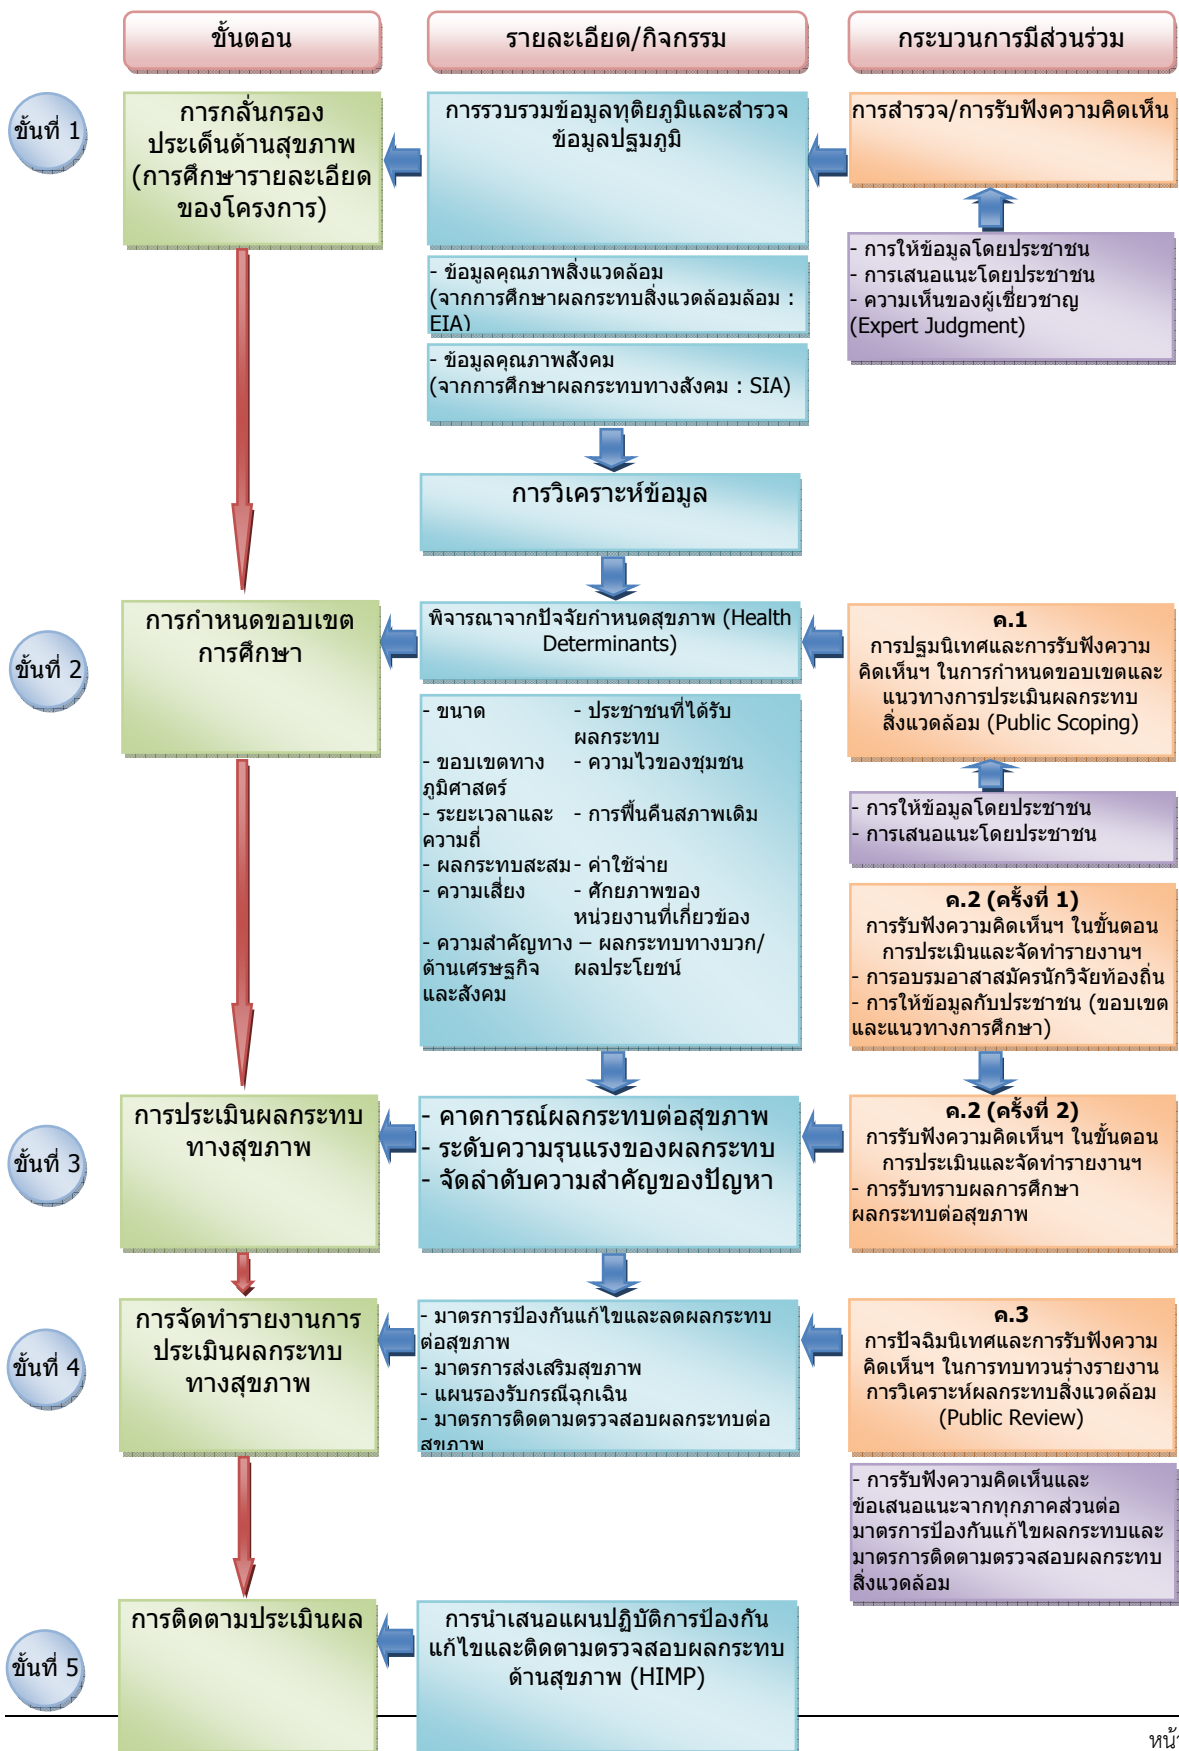 ขั้นตอน
รายละเอียด/กิจกรรม
กระบวนการมีส่วนร่วม
ขั้นที่ 1
การกลั่นกรอง
ประเด็นด้านสุขภาพ
(การศึกษารายละเอียด
ของโครงการ)
การรวบรวมข้อมูลทุติยภูมิและสำรวจ
ข้อมูลปฐมภูมิ
การสำรวจ/การรับฟังความคิดเห็น
- การให้ข้อมูลโดยประชาชน
- การเสนอแนะโดยประชาชน
- ความเห็นของผู้เชี่ยวชาญ
(Expert Judgment)
- ข้อมูลคุณภาพสิ่งแวดล้อม
(จากการศึกษาผลกระทบสิ่งแวดล้อมล้อม :
EIA)
- ข้อมูลคุณภาพสังคม
(จากการศึกษาผลกระทบทางสังคม : SIA)
การวิเคราะห์ข้อมูล
ขั้นที่ 2
การกำหนดขอบเขต
การศึกษา
พิจารณาจากปัจจัยกำหนดสุขภาพ (Health
Determinants)
ค.1
การปฐมนิเทศและการรับฟังความ
คิดเห็นฯ ในการกำหนดขอบเขตและ
แนวทางการประเมินผลกระทบ
สิ่งแวดล้อม (Public Scoping)
- ขนาด - ประชาชนที่ได้รับ
ผลกระทบ
- ขอบเขตทาง - ความไวของชุมชน
ภูมิศาสตร์
- ระยะเวลาและ - การฟื้นคืนสภาพเดิม
ความถี่
- ผลกระทบสะสม - ค่าใช้จ่าย
- ความเสี่ยง - ศักยภาพของ
หน่วยงานที่เกี่ยวข้อง
- ความสำคัญทาง – ผลกระทบทางบวก/
ด้านเศรษฐกิจ ผลประโยชน์
และสังคม
- การให้ข้อมูลโดยประชาชน
- การเสนอแนะโดยประชาชน
ค.2 (ครั้งที่ 1)
การรับฟังความคิดเห็นฯ ในขั้นตอน
การประเมินและจัดทำรายงานฯ
- การอบรมอาสาสมัครนักวิจัยท้องถิ่น
- การให้ข้อมูลกับประชาชน (ขอบเขต
และแนวทางการศึกษา)
ขั้นที่ 3
การประเมินผลกระทบ
ทางสุขภาพ
- คาดการณ์ผลกระทบต่อสุขภาพ
- ระดับความรุนแรงของผลกระทบ
- จัดลำดับความสำคัญของปัญหา
ค.2 (ครั้งที่ 2)
การรับฟังความคิดเห็นฯ ในขั้นตอน
การประเมินและจัดทำรายงานฯ
- การรับทราบผลการศึกษา
ผลกระทบต่อสุขภาพ
ขั้นที่ 4
การจัดทำรายงานการ
ประเมินผลกระทบ
ทางสุขภาพ
- มาตรการป้องกันแก้ไขและลดผลกระทบ
ต่อสุขภาพ
- มาตรการส่งเสริมสุขภาพ
- แผนรองรับกรณีฉุกเฉิน
- มาตรการติดตามตรวจสอบผลกระทบต่อ
สุขภาพ
ค.3
การปัจฉิมนิเทศและการรับฟังความ
คิดเห็นฯ ในการทบทวนร่างรายงาน
การวิเคราะห์ผลกระทบสิ่งแวดล้อม
(Public Review)
- การรับฟังความคิดเห็นและ
ข้อเสนอแนะจากทุกภาคส่วนต่อ
มาตรการป้องกันแก้ไขผลกระทบและ
มาตรการติดตามตรวจสอบผลกระทบ
สิ่งแวดล้อม
ขั้นที่ 5
การติดตามประเมินผล
การนำเสนอแผนปฏิบัติการป้องกัน
แก้ไขและติดตามตรวจสอบผลกระทบ
ด้านสุขภาพ (HIMP)